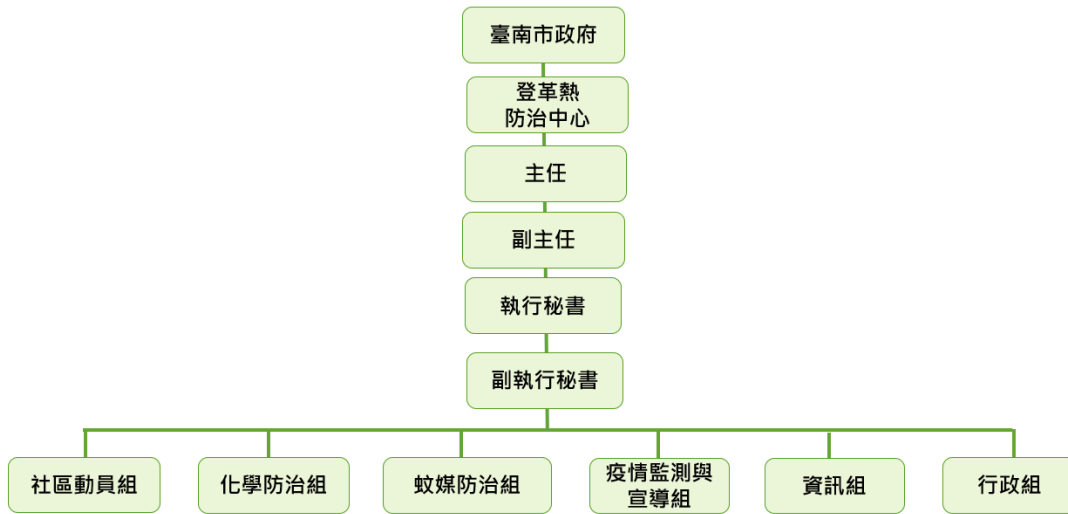 臺南市政府
登革熱
防治中心
主任
副主任
執行秘書
副執行秘書
社區動員組
化學防治組
蚊媒防治組
疫情監測與
宣導組
資訊組
行政組